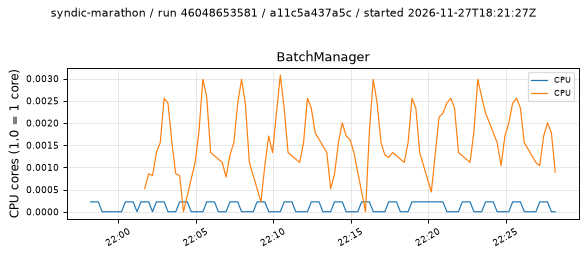 syndic-marathon / run 46048653581 / a11c5a437a5c / started 2026-11-27T18:21:27Z
BatchManager
CPU cores (1.0 = 1 core)
0.0030
0.0025
0.0020
0.0015
0.0010
0.0005
0.0000
CPU
CPU
22:00
22:05
22:10
22:15
22:20
22:25